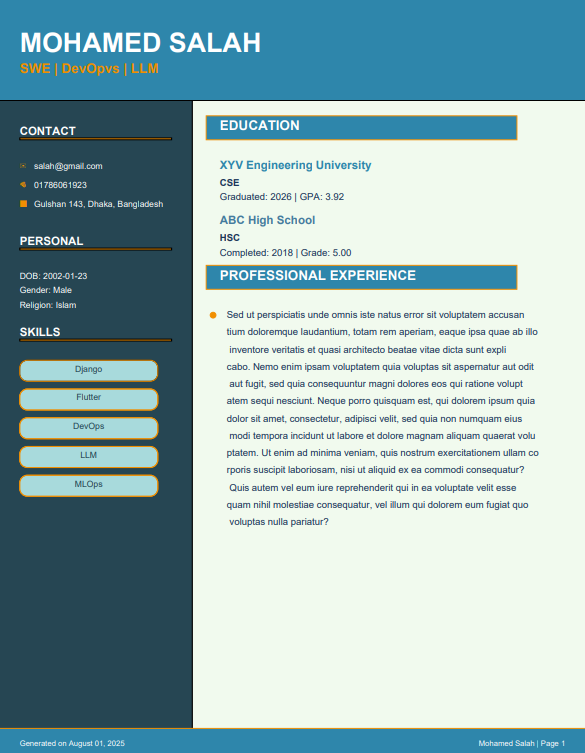 MOHAMED SALAH
SWE | DevOpvs | LLM
CONTACT
salah@gmail.com
01786061923
Gulshan 143, Dhaka, Bangladesh
PERSONAL
DOB: 2002-01-23
Gender: Male
Religion: Islam
SKILLS
Django
Flutter
DevOps
LLM
MLOps
EDUCATION
XYV Engineering University
CSE
Graduated: 2026 | GPA: 3.92
ABC High School
HSC
Completed: 2018 | Grade: 5.00
PROFESSIONAL EXPERIENCE
Sed ut perspiciatis unde omnis iste natus error sit voluptatem accusan
tium doloremque laudantium, totam rem aperiam, eaque ipsa quae ab illo
inventore veritatis et quasi architecto beatae vitae dicta sunt expli
cabo. Nemo enim ipsam voluptatem quia voluptas sit aspernatur aut odit
aut fugit, sed quia consequuntur magni dolores eos qui ratione volupt
atem sequi nesciunt. Neque porro quisquam est, qui dolorem ipsum quia
dolor sit amet, consectetur, adipisci velit, sed quia non numquam eius
modi tempora incidunt ut labore et dolore magnam aliquam quaerat volu
ptatem. Ut enim ad minima veniam, quis nostrum exercitationem ullam co
rporis suscipit laboriosam, nisi ut aliquid ex ea commodi consequatur?
Quis autem vel eum iure reprehenderit qui in ea voluptate velit esse
quam nihil molestiae consequatur, vel illum qui dolorem eum fugiat quo
voluptas nulla pariatur?
Generated on August 01, 2025
Mohamed Salah | Page 1